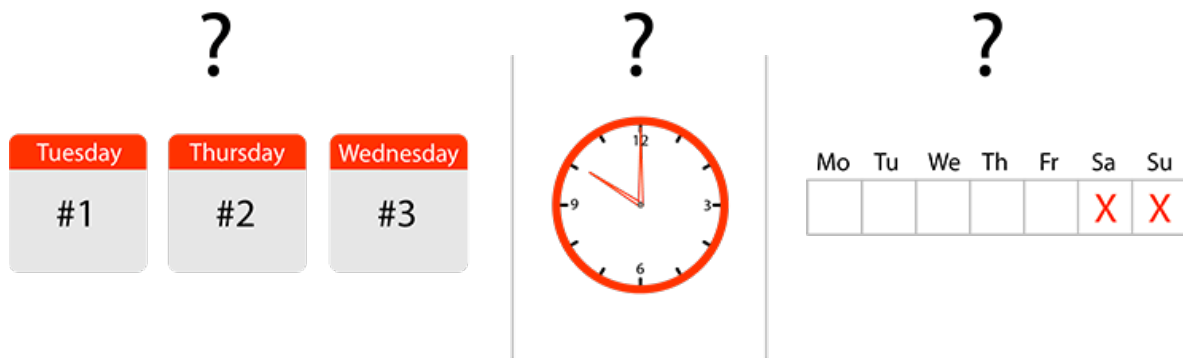 ? ? ?
Tuesday Thursday Wednesday
#1 #2 #3
12
9 3
6
Mo Tu We Th Fr Sa Su
X X